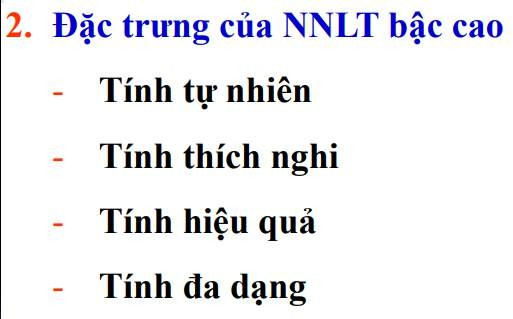 2. Đặc trưng của NNLT bậc cao
- Tính tự nhiên
- Tính thích nghi
- Tính hiệu quả
- Tính đa dạng